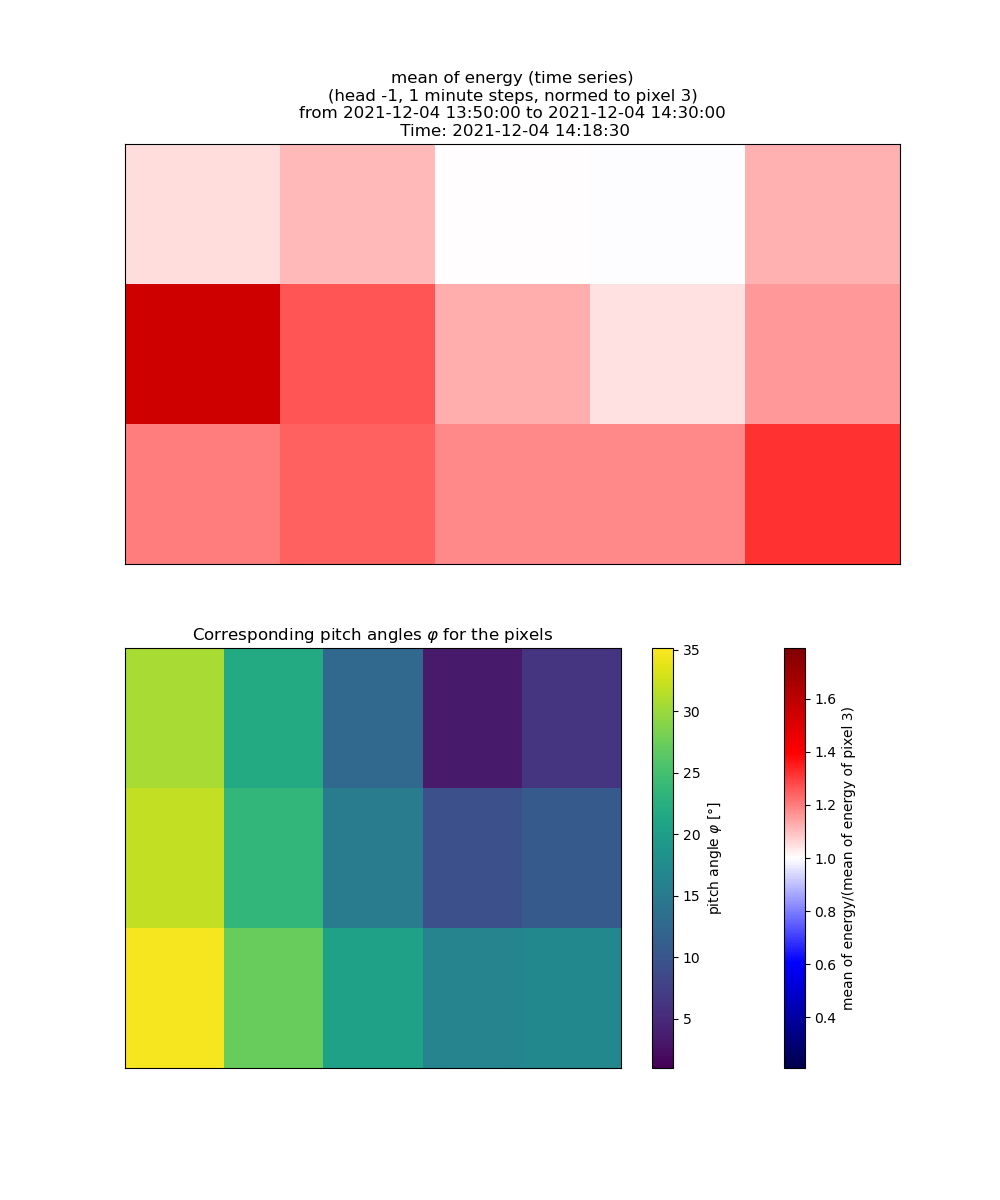 mean of energy (time series)
(head -1, 1 minute steps, normed to pixel 3)
from 2021-12-04 13:50:00 to 2021-12-04 14:30:00
Time: 2021-12-04 14:18:30
Corresponding pitch angles φ for the pixels
35
30
25
20
15
10
5
pitch angle φ [°]
1.6
1.4
1.2
1.0
0.8
0.6
0.4
mean of energy/(mean of energy of pixel 3)